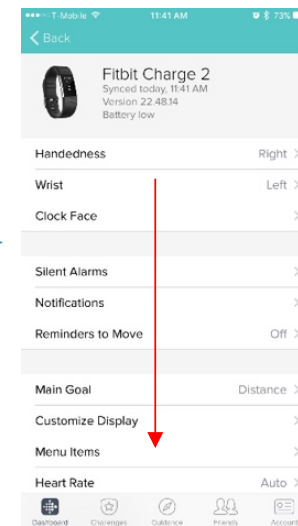 T-Mobile 11:41 AM 73%
Back
Fitbit Charge 2
Synced today, 11:41 AM
Version 22.48.14
Battery low
Handedness Right
Wrist Left
Clock Face
Silent Alarms
Notifications
Reminders to Move Off
Main Goal Distance
Customize Display
Menu Items
Heart Rate Auto
Dashboard Challenges Guidance Friends Account